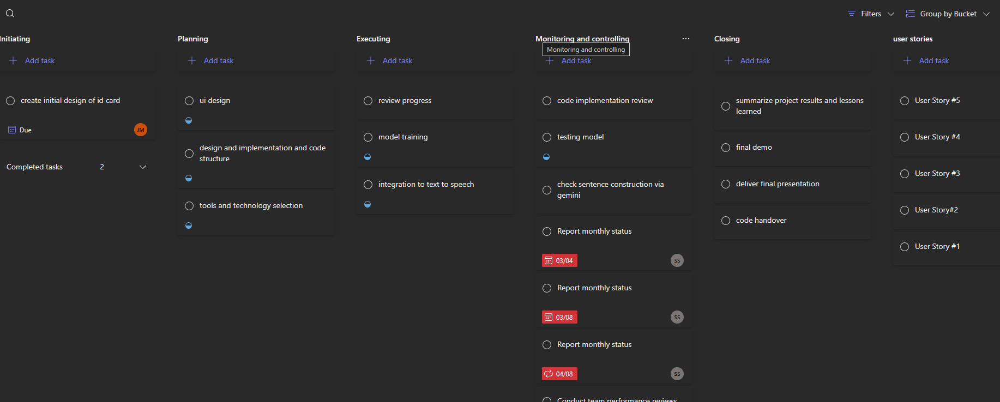 Filters
Group by Bucket
Initiating
Add task
create initial design of id card
Due
JM
Completed tasks 2
Planning
Add task
ui design
design and implementation and code
structure
tools and technology selection
Executing
Add task
review progress
model training
integration to text to speech
Monitoring and controlling
Monitoring and controlling
Add task
code implementation review
testing model
check sentence construction via
gemini
Report monthly status
03/04
SS
Report monthly status
03/08
SS
Report monthly status
04/08
SS
Conduct team performance reviews
Closing
Add task
summarize project results and lessons
learned
final demo
deliver final presentation
code handover
user stories
Add task
User Story #5
User Story #4
User Story #3
User Story#2
User Story #1